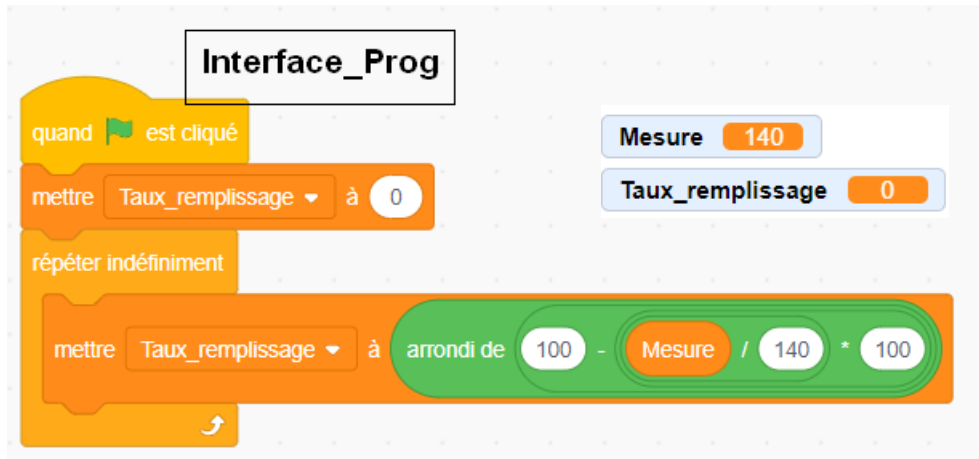 Interface_Prog
quand est cliqué
Mesure 140
mettre Taux_remplissage à 0
Taux_remplissage 0
répéter indéfiniment
mettre Taux_remplissage à arrondi de 100 - Mesure / 140 * 100